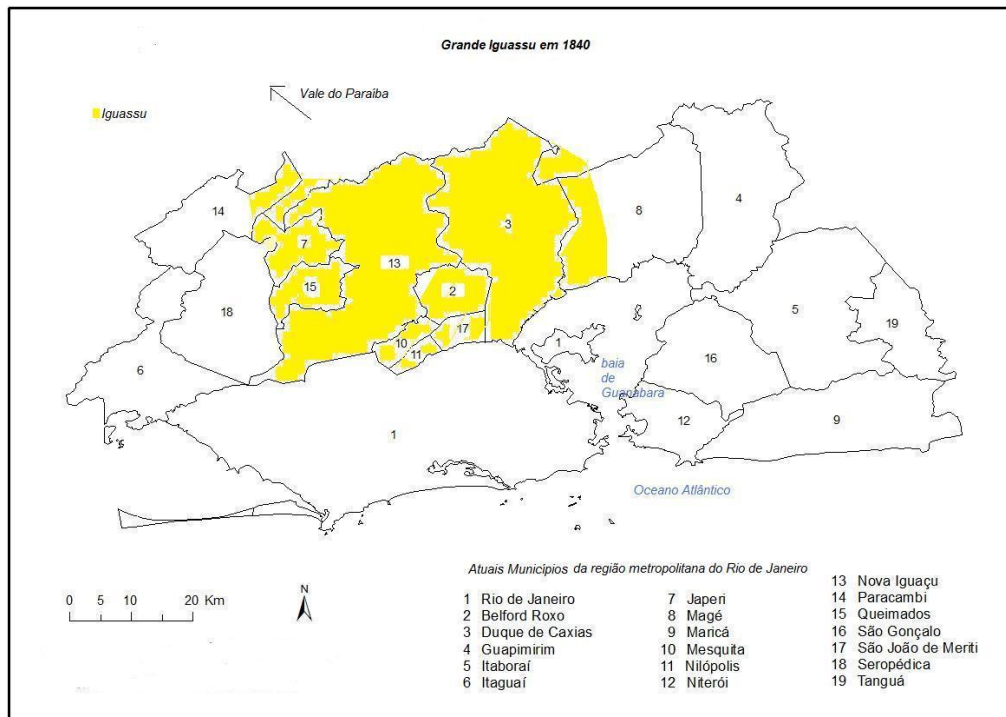 Grande Iguassu em 1840
Vale do Paraiba
Iguassu
14
8
4
3
7
13
15
2
5
18
17
10
11
1
19
16
6
baia
de
Guanabara
12
9
1
Oceano Atlântico
Atuais Municípios da região metropolitana do Rio de Janeiro
0 5 10 20 Km
N
1 Rio de Janeiro
2 Belford Roxo
3 Duque de Caxias
4 Guapimirim
5 Itaboraí
6 Itaguaí
7 Japeri
8 Magé
9 Maricá
10 Mesquita
11 Nilópolis
12 Niterói
13 Nova Iguaçu
14 Paracambi
15 Queimados
16 São Gonçalo
17 São João de Meriti
18 Seropédica
19 Tanguá